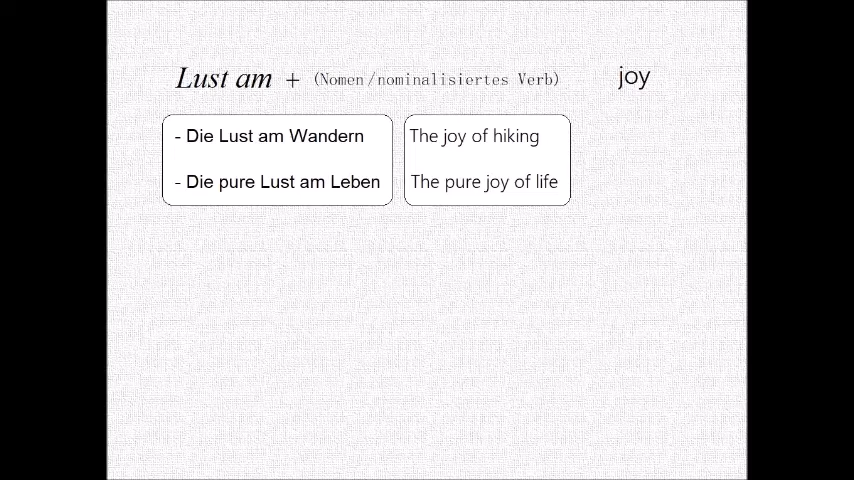 Lust am + (Nomen/nominalisiertes Verb) joy
- Die Lust am Wandern The joy of hiking
- Die pure Lust am Leben The pure joy of life